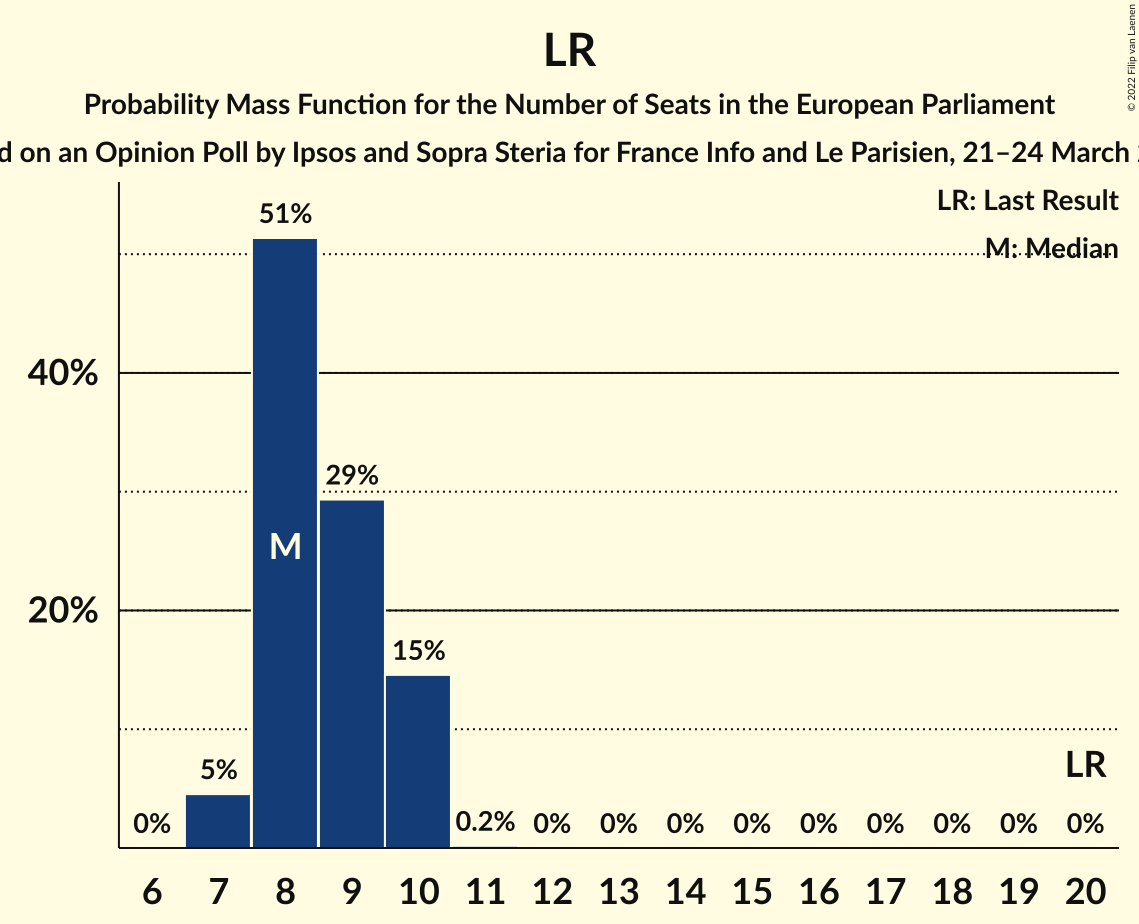 LR
Probability Mass Function for the Number of Seats in the European Parliament
on an Opinion Poll by Ipsos and Sopra Steria for France Info and Le Parisien, 21–24 March
© 2022 Filip van Laenen
LR: Last Result
M: Median
51%
40%
29%
M
20%
15%
LR
5%
0% 0.2% 0% 0% 0% 0% 0% 0% 0% 0% 0%
6 7 8 9 10 11 12 13 14 15 16 17 18 19 20